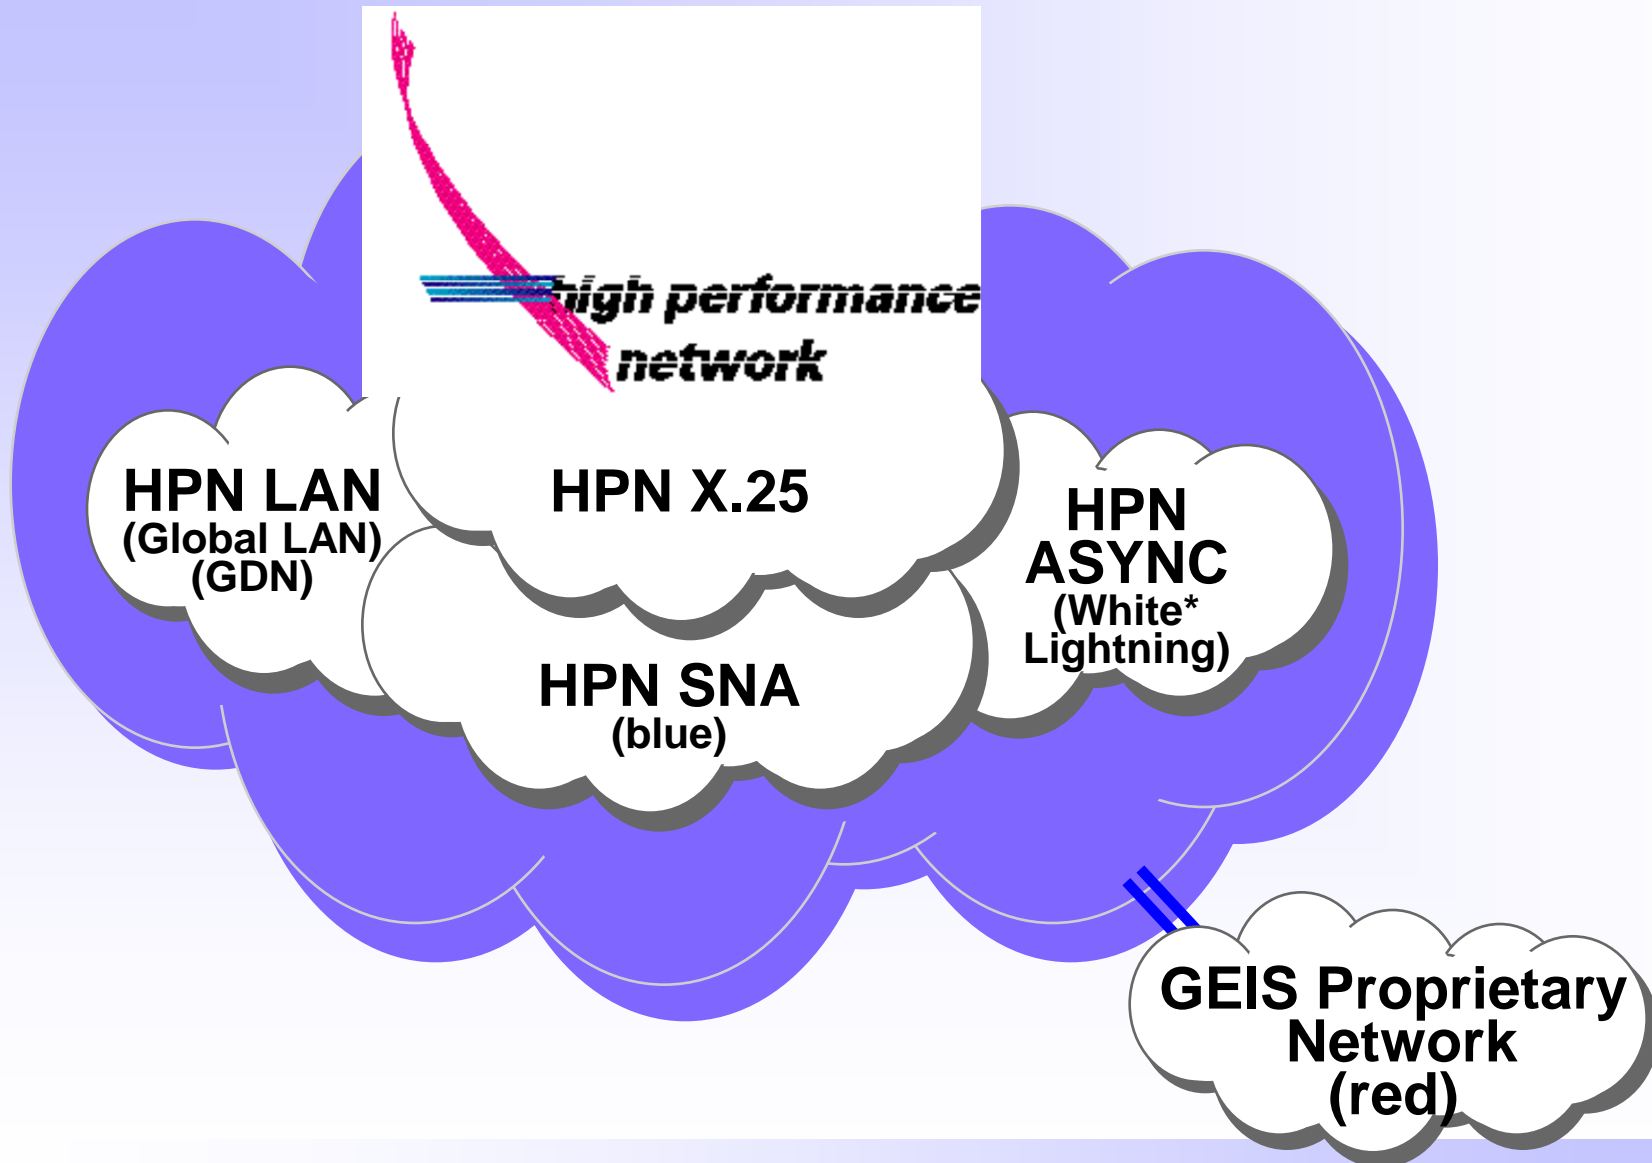 high performance
network
HPN LAN
(Global LAN)
(GDN)
HPN X.25
HPN
ASYNC
(White*
Lightning)
HPN SNA
(blue)
GEIS Proprietary
Network
(red)